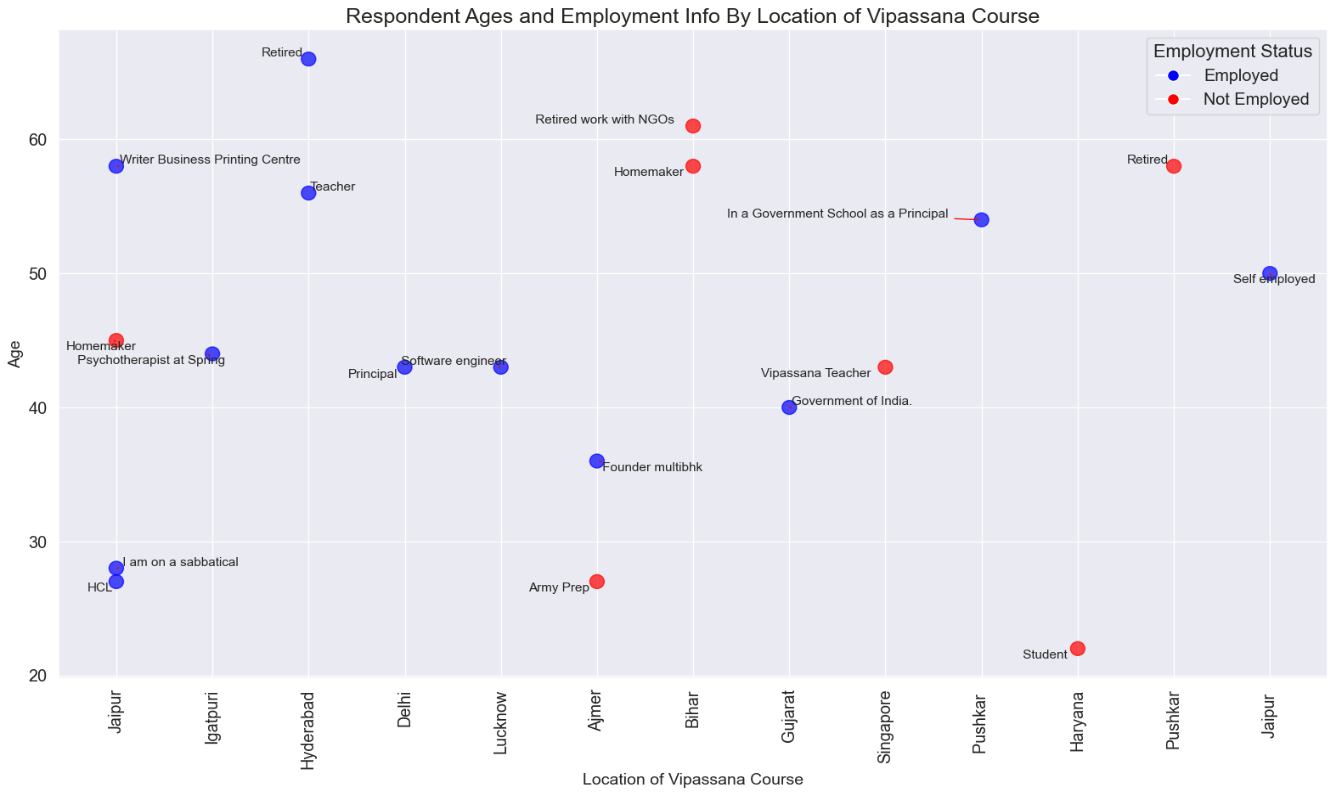 Respondent Ages and Employment Info By Location of Vipassana Course
Employment Status
Employed
Not Employed
Retired
Retired work with NGOs
Writer Business Printing Centre
Homemaker
Retired
Teacher
In a Government School as a Principal
Self employed
Homemaker
Psychotherapist at Spring
Principal
Software engineer
Vipassana Teacher
Government of India.
Founder multibhk
I am on a sabbatical
HCL
Army Prep
Student
Age
60
50
40
30
20
Jaipur
Igatpuri
Hyderabad
Delhi
Lucknow
Ajmer
Bihar
Gujarat
Singapore
Pushkar
Haryana
Pushkar
Jaipur
Location of Vipassana Course